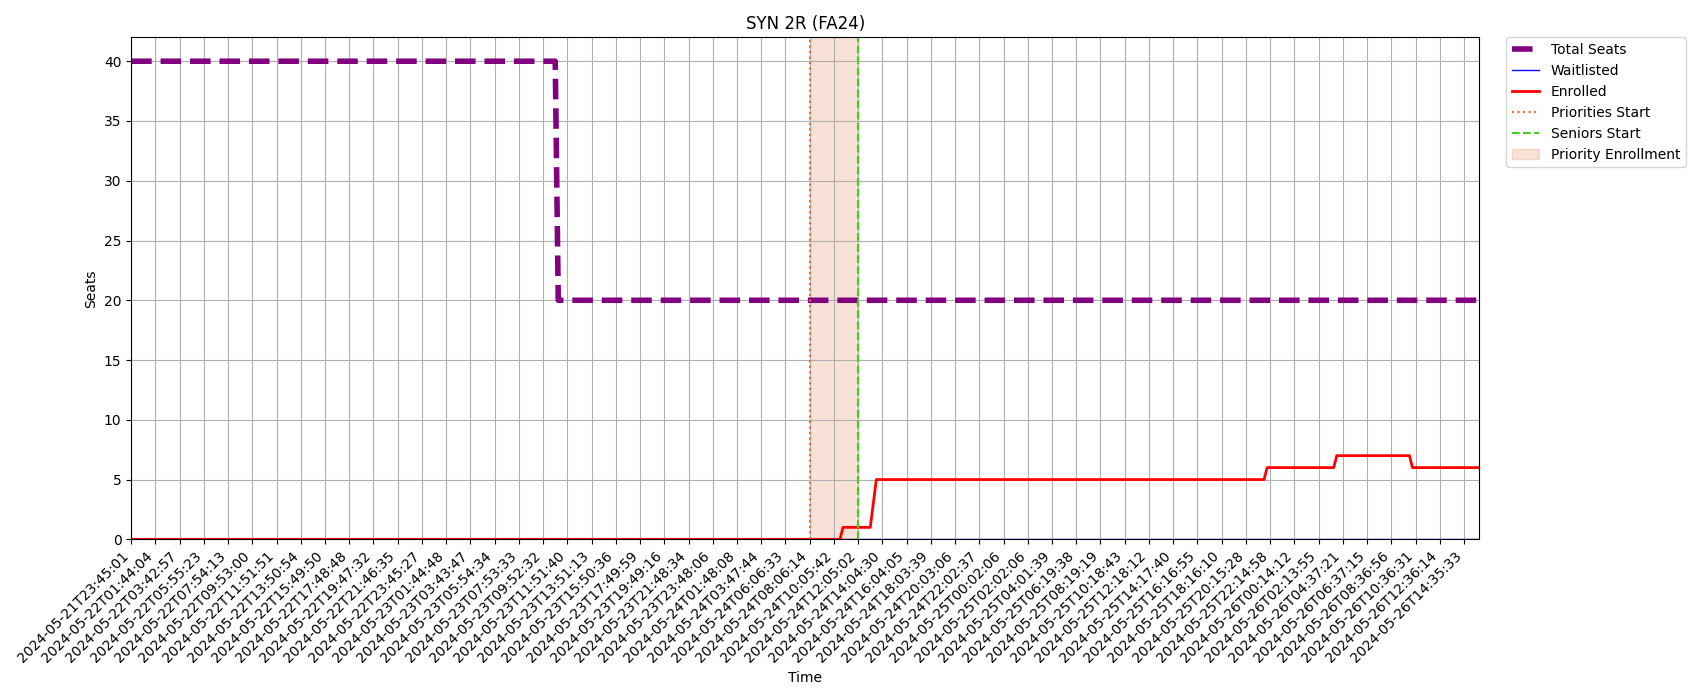 SYN 2R (FA24)
Total Seats
Waitlisted
Enrolled
Priorities Start
Seniors Start
Priority Enrollment
Seats
40
35
30
25
20
15
10
5
0
2024-05-21T23:45:01
2024-05-22T01:44:04
2024-05-22T03:42:57
2024-05-22T05:55:23
2024-05-22T07:54:13
2024-05-22T09:53:00
2024-05-22T11:51:51
2024-05-22T13:50:54
2024-05-22T15:49:50
2024-05-22T17:48:48
2024-05-22T19:47:32
2024-05-22T21:46:35
2024-05-22T23:45:27
2024-05-23T01:44:48
2024-05-23T03:43:47
2024-05-23T05:54:34
2024-05-23T07:53:33
2024-05-23T09:52:32
2024-05-23T11:51:40
2024-05-23T13:51:13
2024-05-23T15:50:36
2024-05-23T17:49:59
2024-05-23T19:49:16
2024-05-23T21:48:34
2024-05-23T23:48:06
2024-05-24T01:48:08
2024-05-24T03:47:44
2024-05-24T06:06:33
2024-05-24T08:06:14
2024-05-24T10:05:42
2024-05-24T12:05:02
2024-05-24T14:04:30
2024-05-24T16:04:05
2024-05-24T18:03:39
2024-05-24T20:03:06
2024-05-24T22:02:37
2024-05-25T00:02:06
2024-05-25T02:02:06
2024-05-25T04:01:39
2024-05-25T06:19:38
2024-05-25T08:19:19
2024-05-25T10:18:43
2024-05-25T12:18:12
2024-05-25T14:17:40
2024-05-25T16:16:55
2024-05-25T18:16:10
2024-05-25T20:15:28
2024-05-25T22:14:58
2024-05-26T00:14:12
2024-05-26T02:13:55
2024-05-26T04:37:21
2024-05-26T06:37:15
2024-05-26T08:36:56
2024-05-26T10:36:31
2024-05-26T12:36:14
2024-05-26T14:35:33
Time